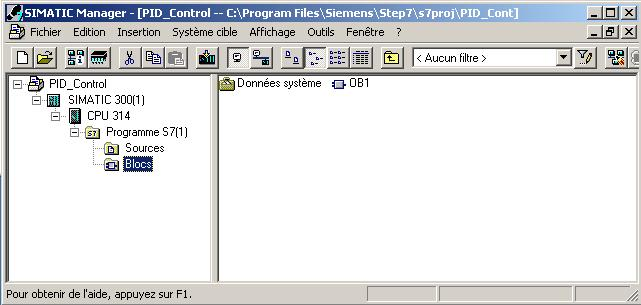 SIMATIC Manager - [PID_Control -- C:\Program Files\Siemens\Step7\s7proj\PID_Cont]
Fichier Edition Insertion Système cible Affichage Outils Fenêtre ?
< Aucun filtre >
PID_Control
SIMATIC 300(1)
CPU 314
Programme S7(1)
Sources
Blocs
Données système OB1
Pour obtenir de l'aide, appuyez sur F1.